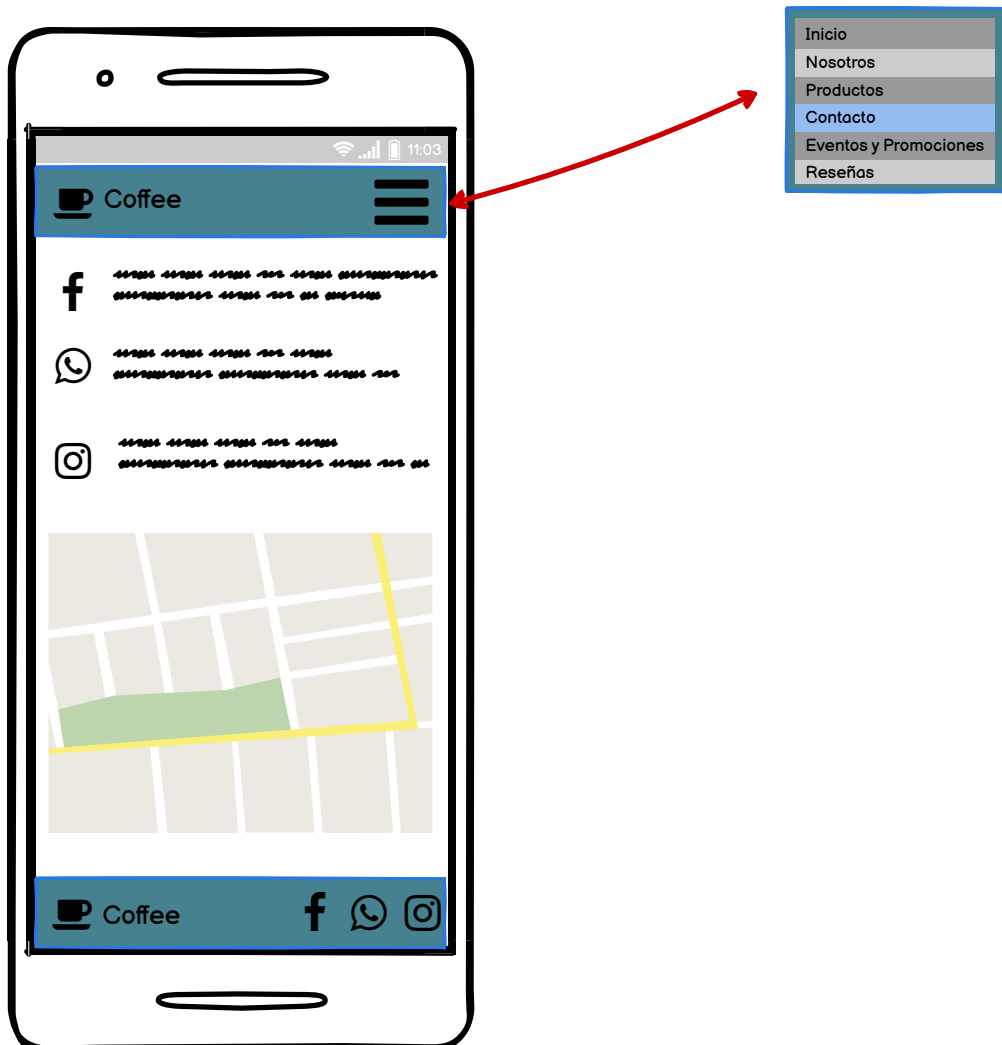 11:03
Coffee
Inicio
Nosotros
Productos
Contacto
Eventos y Promociones
Reseñas
Coffee